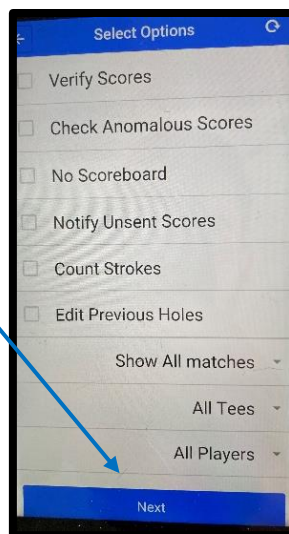 Select Options
Verify Scores
Check Anomalous Scores
No Scoreboard
Notify Unsent Scores
Count Strokes
Edit Previous Holes
Show All matches
All Tees
All Players
Next